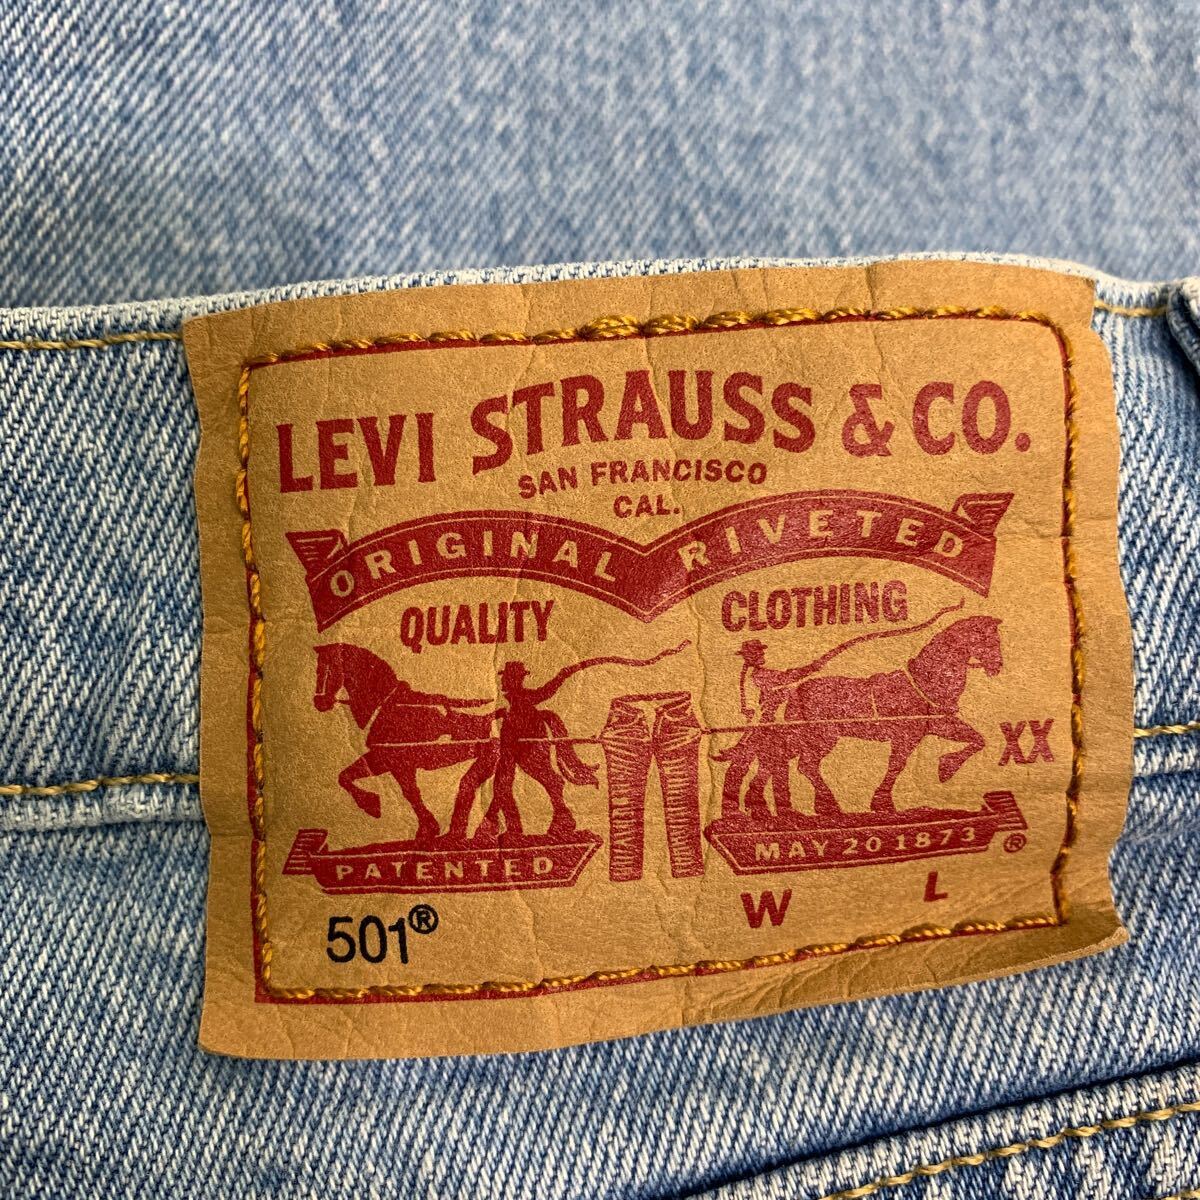 LEVI STRAUSS & CO.
SAN FRANCISCO
CAL.
ORIGINAL RIVETED
QUALITY CLOTHING
XX
PATENTED
MAY 20 1873
®
501®
W L